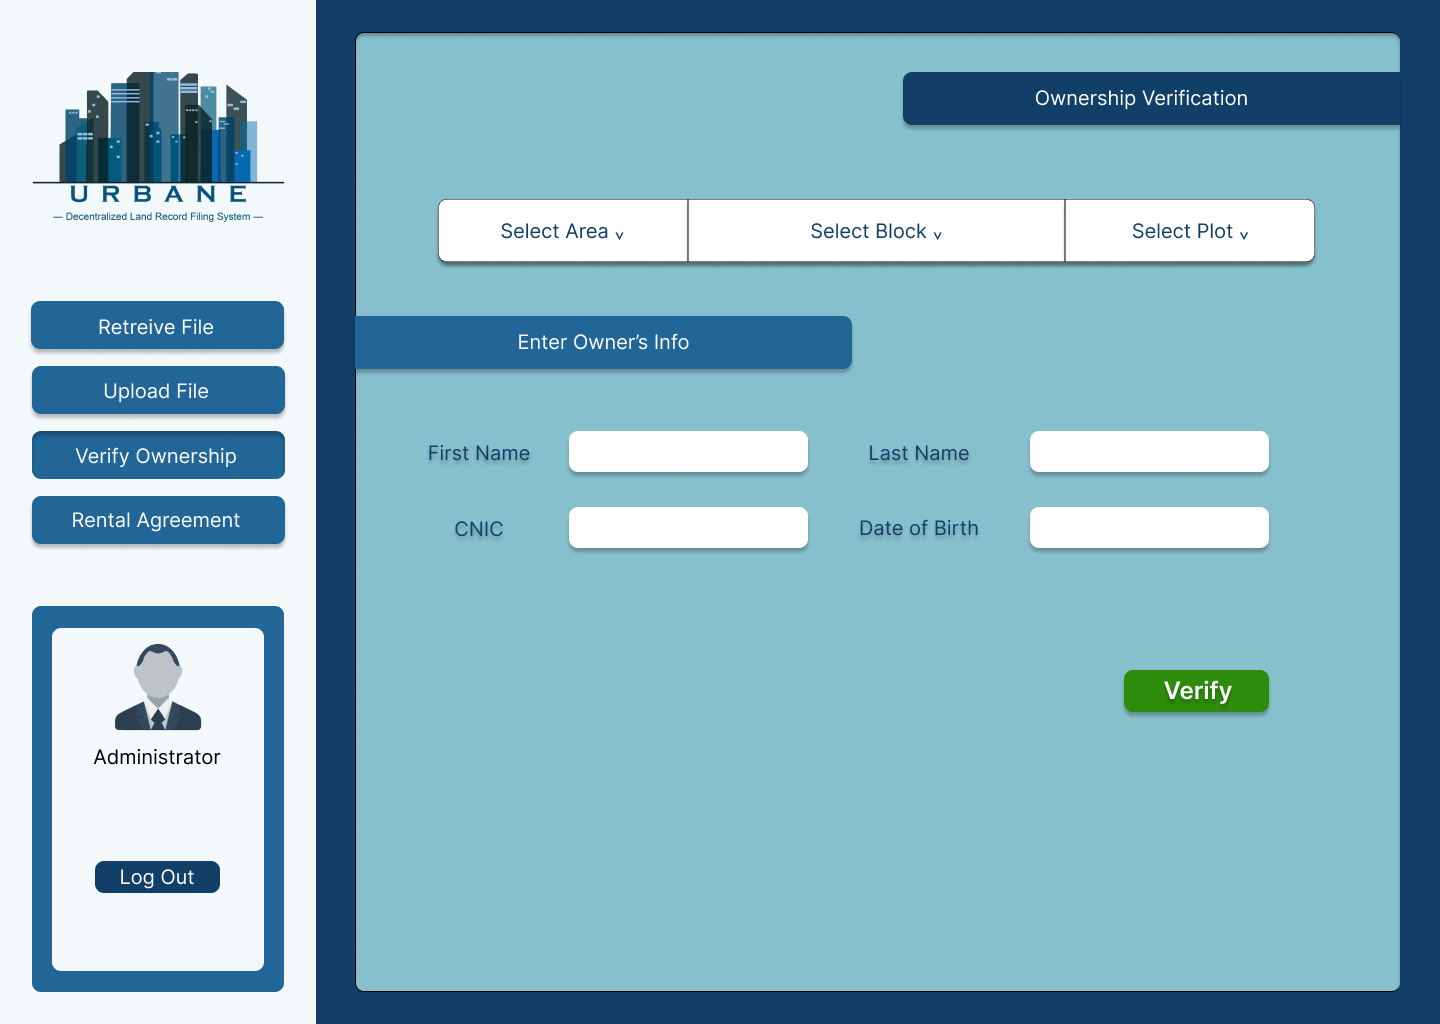 URBANE
— Decentralized Land Record Filing System —
Retreive File
Upload File
Verify Ownership
Rental Agreement
Administrator
Log Out
Ownership Verification
Select Area v
Select Block v
Select Plot v
Enter Owner’s Info
First Name
Last Name
CNIC
Date of Birth
Verify